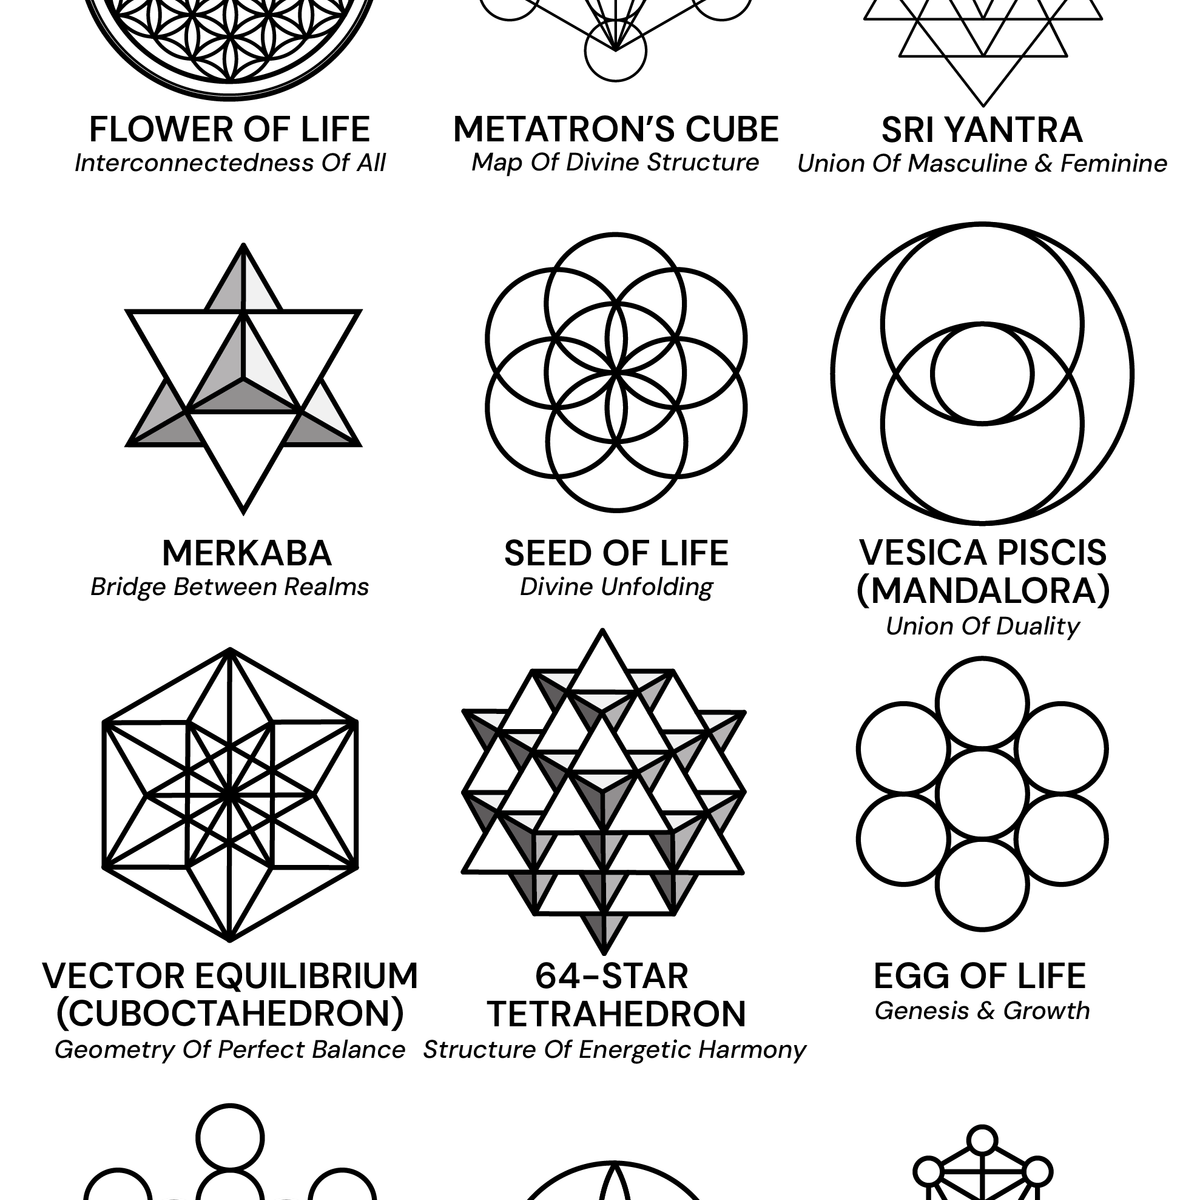 FLOWER OF LIFE
Interconnectedness Of All
METATRON’S CUBE
Map Of Divine Structure
SRI YANTRA
Union Of Masculine & Feminine
MERKABA
Bridge Between Realms
SEED OF LIFE
Divine Unfolding
VESICA PISCIS
(MANDALORA)
Union Of Duality
VECTOR EQUILIBRIUM
(CUBOCTAHEDRON)
Geometry Of Perfect Balance
64-STAR
TETRAHEDRON
Structure Of Energetic Harmony
EGG OF LIFE
Genesis & Growth